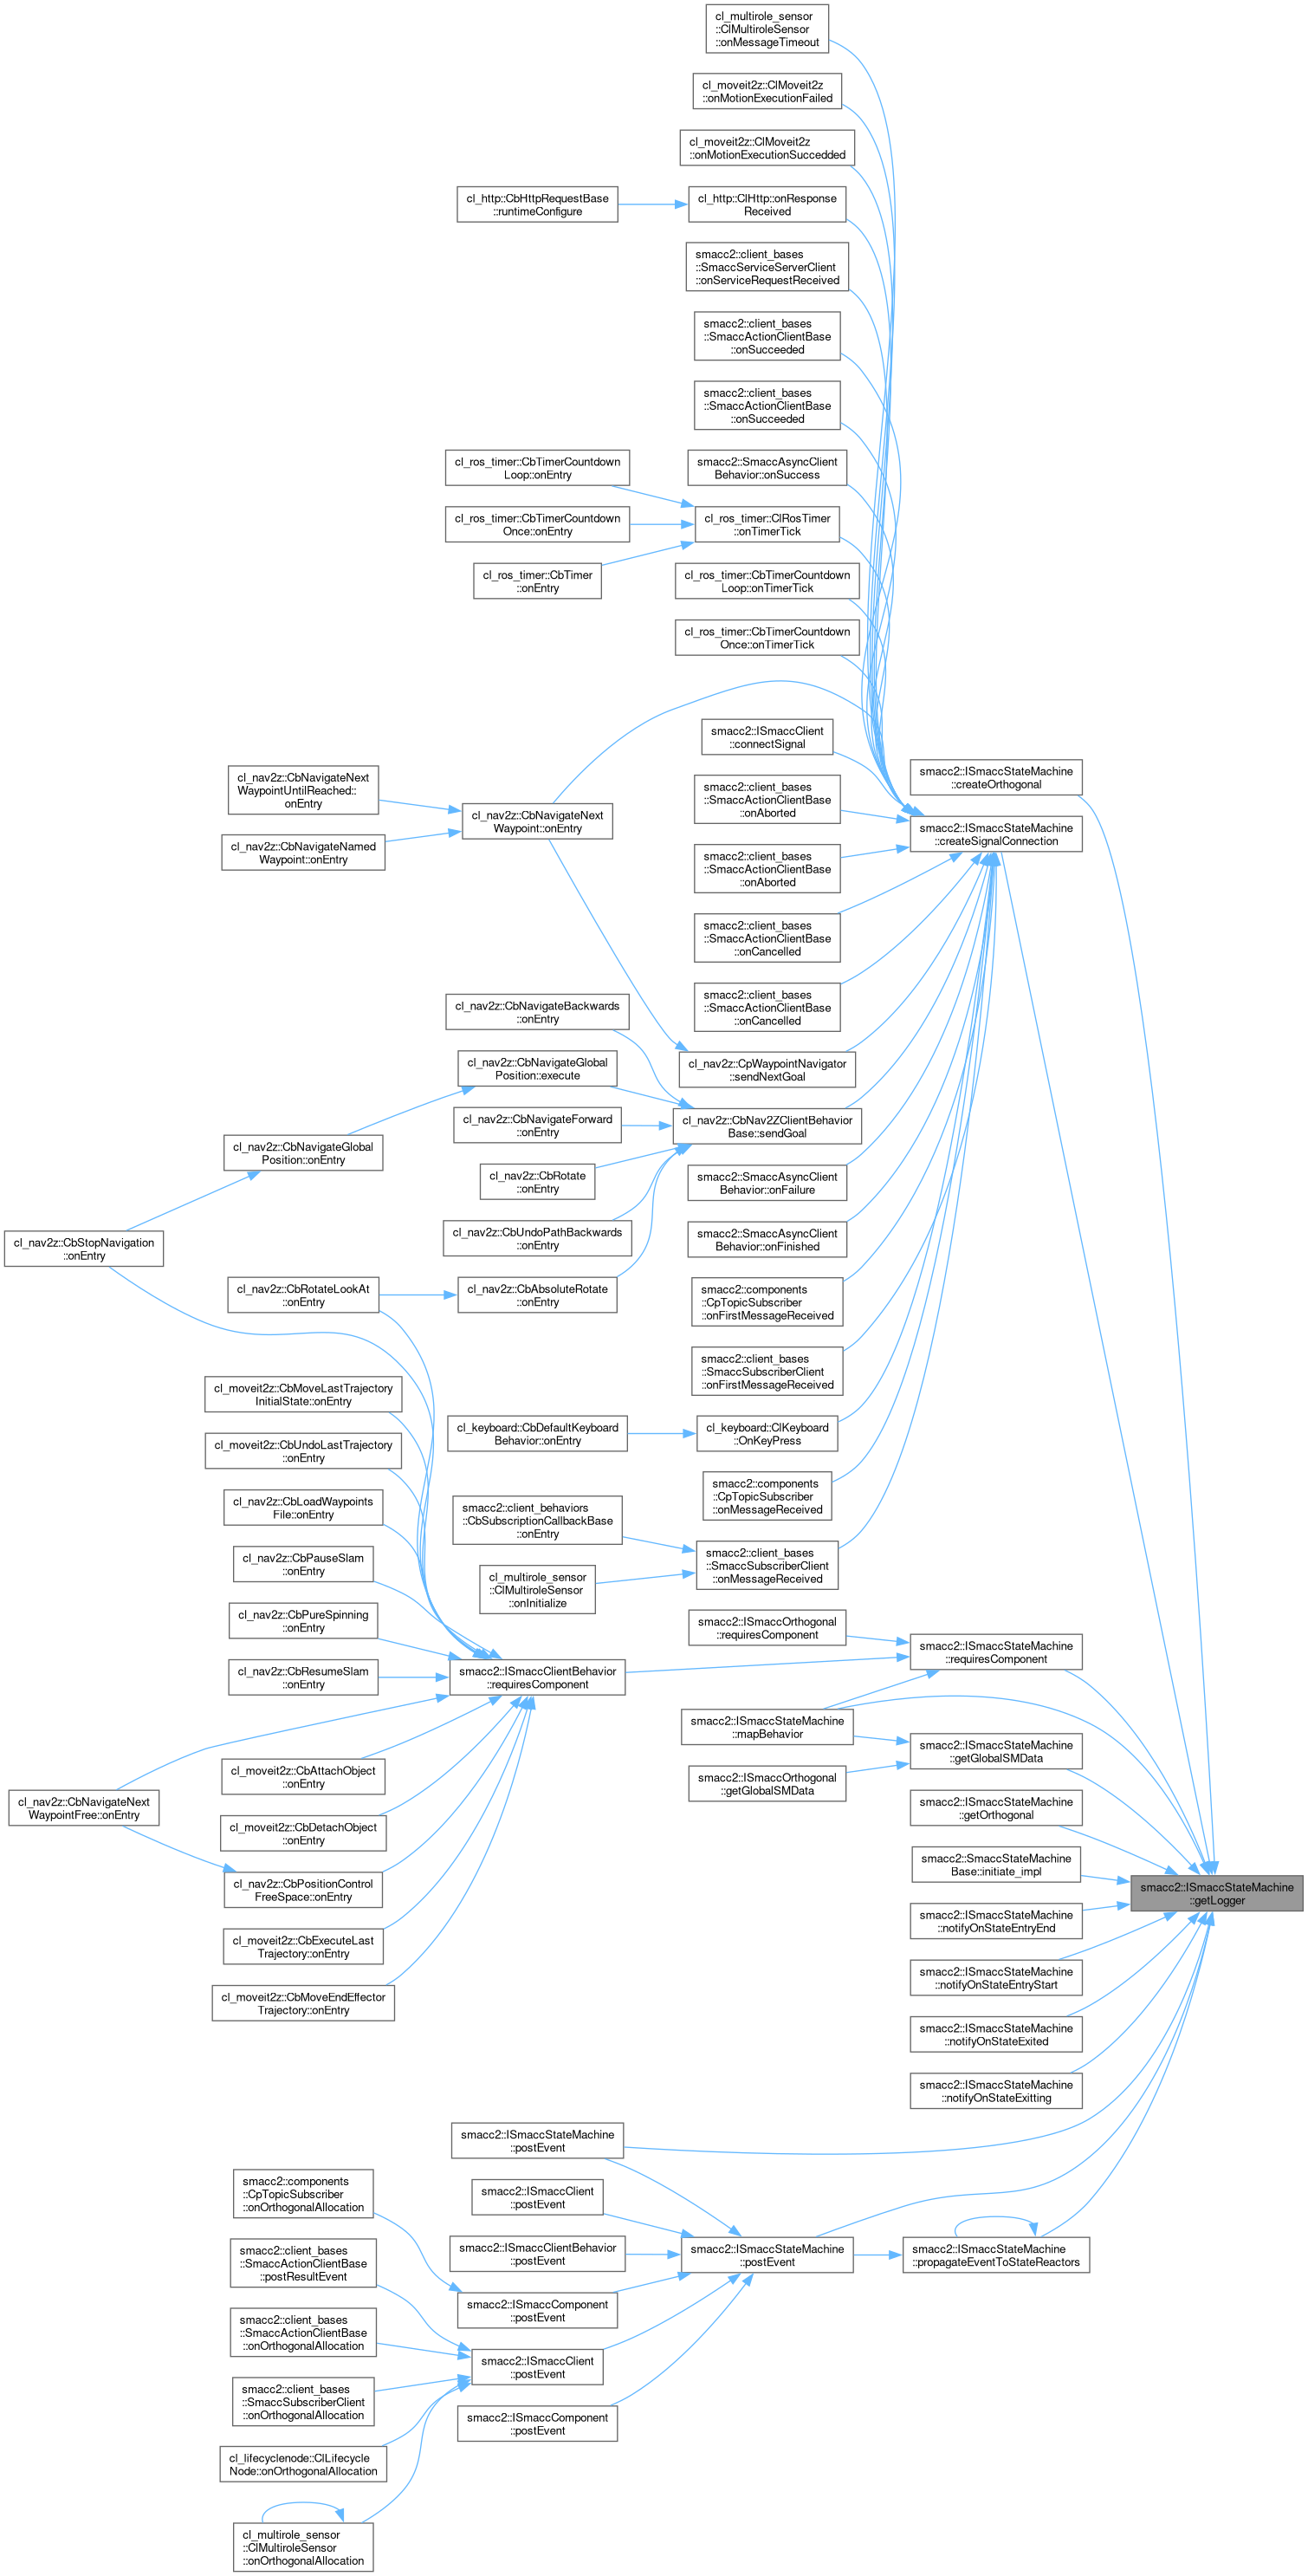 cl_multirole_sensor
::ClMultiroleSensor
::onMessageTimeout
cl_moveit2z::ClMoveit2z
::onMotionExecutionFailed
cl_moveit2z::ClMoveit2z
::onMotionExecutionSuccedded
cl_http::CbHttpRequestBase
::runtimeConfigure
cl_http::ClHttp::onResponse
Received
smacc2::client_bases
::SmaccServiceServerClient
::onServiceRequestReceived
smacc2::client_bases
::SmaccActionClientBase
::onSucceeded
smacc2::client_bases
::SmaccActionClientBase
::onSucceeded
cl_ros_timer::CbTimerCountdown
Loop::onEntry
smacc2::SmaccAsyncClient
Behavior::onSuccess
cl_ros_timer::CbTimerCountdown
Once::onEntry
cl_ros_timer::ClRosTimer
::onTimerTick
cl_ros_timer::CbTimer
::onEntry
cl_ros_timer::CbTimerCountdown
Loop::onTimerTick
cl_ros_timer::CbTimerCountdown
Once::onTimerTick
smacc2::ISmaccClient
::connectSignal
cl_nav2z::CbNavigateNext
WaypointUntilReached::
onEntry
smacc2::client_bases
::SmaccActionClientBase
::onAborted
smacc2::ISmaccStateMachine
::createOrthogonal
cl_nav2z::CbNavigateNext
Waypoint::onEntry
smacc2::ISmaccStateMachine
::createSignalConnection
cl_nav2z::CbNavigateNamed
Waypoint::onEntry
smacc2::client_bases
::SmaccActionClientBase
::onAborted
smacc2::client_bases
::SmaccActionClientBase
::onCancelled
smacc2::client_bases
::SmaccActionClientBase
::onCancelled
cl_nav2z::CbNavigateBackwards
::onEntry
cl_nav2z::CbNavigateGlobal
Position::execute
cl_nav2z::CpWaypointNavigator
::sendNextGoal
cl_nav2z::CbNavigateForward
::onEntry
cl_nav2z::CbNav2ZClientBehavior
Base::sendGoal
cl_nav2z::CbNavigateGlobal
Position::onEntry
cl_nav2z::CbRotate
::onEntry
smacc2::SmaccAsyncClient
Behavior::onFailure
cl_nav2z::CbStopNavigation
::onEntry
cl_nav2z::CbUndoPathBackwards
::onEntry
smacc2::SmaccAsyncClient
Behavior::onFinished
cl_nav2z::CbRotateLookAt
::onEntry
cl_nav2z::CbAbsoluteRotate
::onEntry
smacc2::components
::CpTopicSubscriber
::onFirstMessageReceived
cl_moveit2z::CbMoveLastTrajectory
InitialState::onEntry
smacc2::client_bases
::SmaccSubscriberClient
::onFirstMessageReceived
cl_moveit2z::CbUndoLastTrajectory
::onEntry
cl_keyboard::CbDefaultKeyboard
Behavior::onEntry
cl_keyboard::ClKeyboard
::OnKeyPress
cl_nav2z::CbLoadWaypoints
File::onEntry
smacc2::client_behaviors
::CbSubscriptionCallbackBase
::onEntry
smacc2::components
::CpTopicSubscriber
::onMessageReceived
cl_nav2z::CbPauseSlam
::onEntry
cl_multirole_sensor
::ClMultiroleSensor
::onInitialize
smacc2::client_bases
::SmaccSubscriberClient
::onMessageReceived
cl_nav2z::CbPureSpinning
::onEntry
smacc2::ISmaccOrthogonal
::requiresComponent
smacc2::ISmaccStateMachine
::requiresComponent
cl_nav2z::CbResumeSlam
::onEntry
smacc2::ISmaccClientBehavior
::requiresComponent
smacc2::ISmaccStateMachine
::mapBehavior
smacc2::ISmaccStateMachine
::getGlobalSMData
cl_moveit2z::CbAttachObject
::onEntry
smacc2::ISmaccOrthogonal
::getGlobalSMData
cl_nav2z::CbNavigateNext
WaypointFree::onEntry
smacc2::ISmaccStateMachine
::getOrthogonal
cl_moveit2z::CbDetachObject
::onEntry
smacc2::SmaccStateMachine
Base::initiate_impl
cl_nav2z::CbPositionControl
FreeSpace::onEntry
smacc2::ISmaccStateMachine
::getLogger
smacc2::ISmaccStateMachine
::notifyOnStateEntryEnd
cl_moveit2z::CbExecuteLast
Trajectory::onEntry
smacc2::ISmaccStateMachine
::notifyOnStateEntryStart
cl_moveit2z::CbMoveEndEffector
Trajectory::onEntry
smacc2::ISmaccStateMachine
::notifyOnStateExited
smacc2::ISmaccStateMachine
::notifyOnStateExitting
smacc2::ISmaccStateMachine
::postEvent
smacc2::components
::CpTopicSubscriber
::onOrthogonalAllocation
smacc2::ISmaccClient
::postEvent
smacc2::client_bases
::SmaccActionClientBase
::postResultEvent
smacc2::ISmaccClientBehavior
::postEvent
smacc2::ISmaccStateMachine
::postEvent
smacc2::ISmaccStateMachine
::propagateEventToStateReactors
smacc2::ISmaccComponent
::postEvent
smacc2::client_bases
::SmaccActionClientBase
::onOrthogonalAllocation
smacc2::ISmaccClient
::postEvent
smacc2::client_bases
::SmaccSubscriberClient
::onOrthogonalAllocation
smacc2::ISmaccComponent
::postEvent
cl_lifecyclenode::ClLifecycle
Node::onOrthogonalAllocation
cl_multirole_sensor
::ClMultiroleSensor
::onOrthogonalAllocation